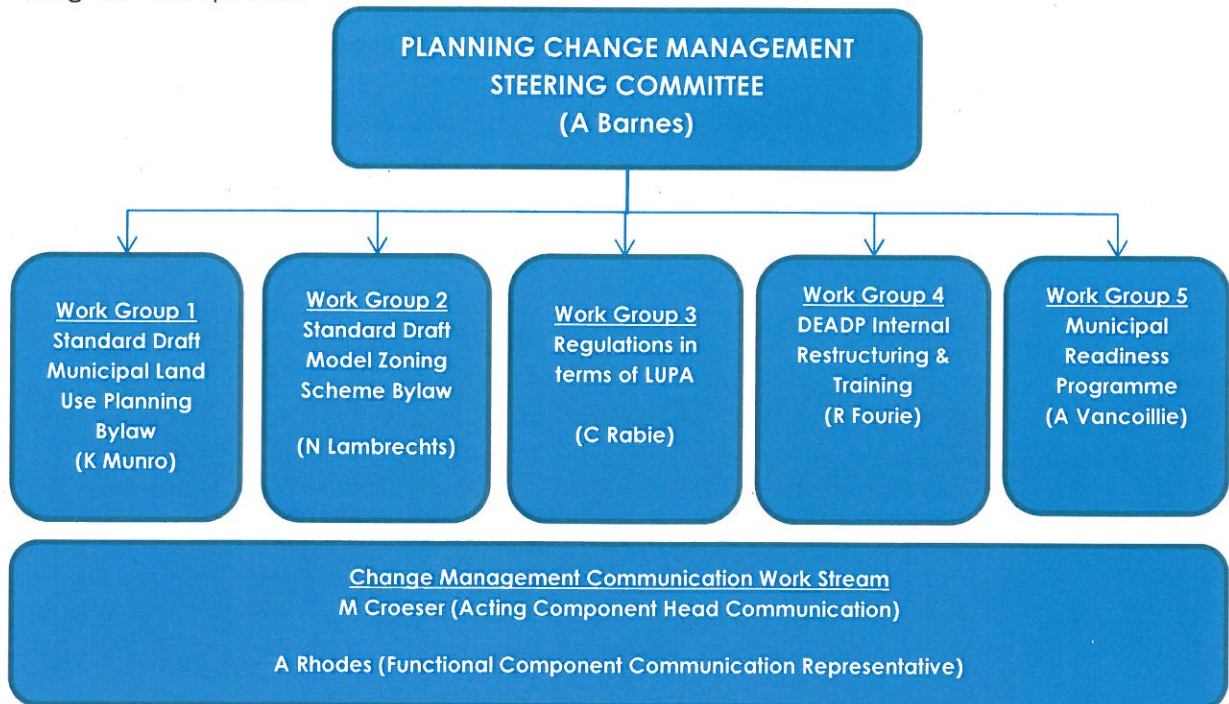 PLANNING CHANGE MANAGEMENT
STEERING COMMITTEE
(A Barnes)
Work Group 1
Standard Draft
Municipal Land
Use Planning
Bylaw
(K Munro)
Work Group 2
Standard Draft
Model Zoning
Scheme Bylaw
(N Lambrechts)
Work Group 3
Regulations in
terms of LUPA
(C Rabie)
Work Group 4
DEADP Internal
Restructuring &
Training
(R Fourie)
Work Group 5
Municipal
Readiness
Programme
(A Vancoillie)
Change Management Communication Work Stream
M Croeser (Acting Component Head Communication)
A Rhodes (Functional Component Communication Representative)